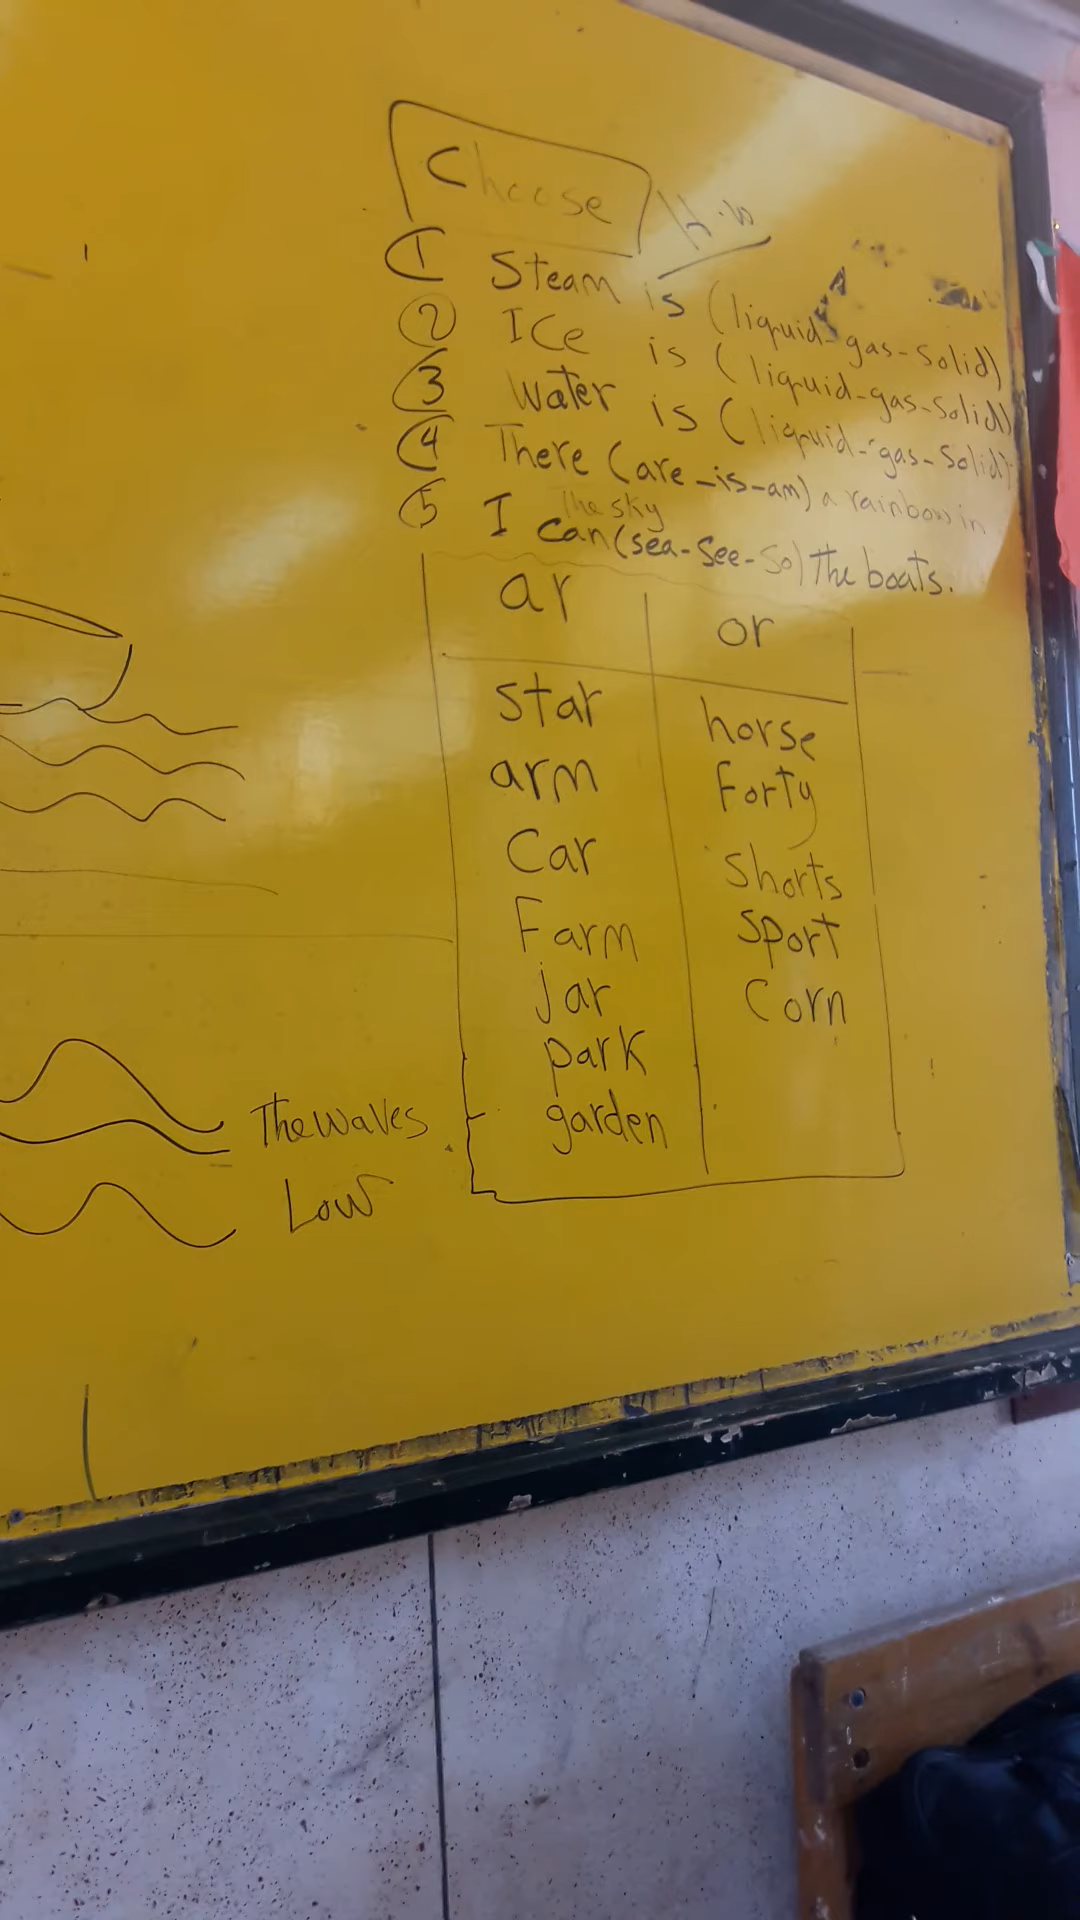 Choose
H.w
① Steam is (liquid-gas-Solid)
② Ice is (liquid-gas-Solid)
③ Water is (liquid-gas-Solid)
④ There (are-is-am) a rainbow in
The sky
⑤ I can (sea-See-So) The boats.
ar or
star horse
arm Forty
Car Shorts
Farm Sport
jar Corn
park
garden
The waves
Low